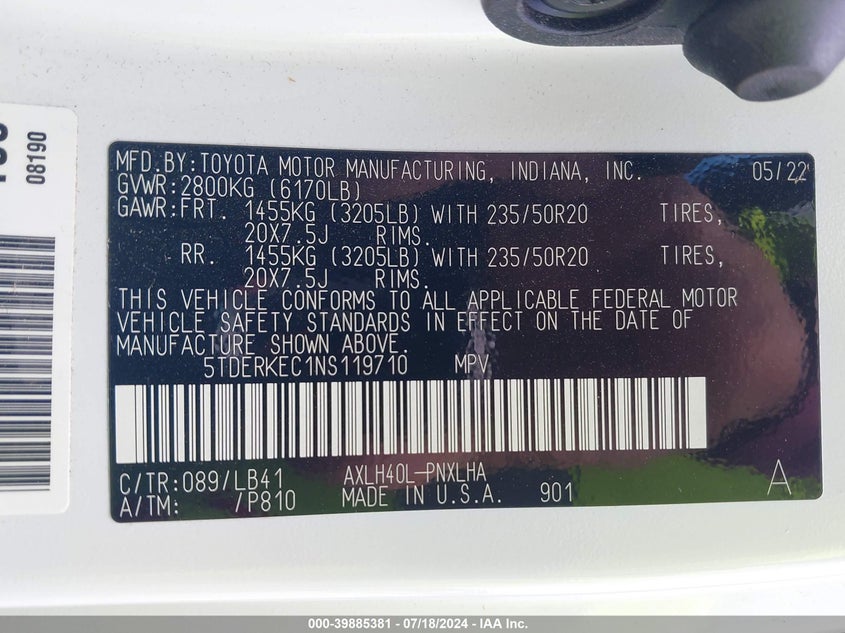 08190
MFD.BY:TOYOTA MOTOR MANUFACTURING, INDIANA, INC. 05/22
GVWR:2800KG (6170LB)
GAWR:FRT. 1455KG (3205LB) WITH 235/50R20 TIRES,
20X7.5J RIMS.
RR. 1455KG (3205LB) WITH 235/50R20 TIRES,
20X7.5J RIMS.
THIS VEHICLE CONFORMS TO ALL APPLICABLE FEDERAL MOTOR
VEHICLE SAFETY STANDARDS IN EFFECT ON THE DATE OF
MANUFACTURE SHOWN ABOVE.
5TDERKEC1NS119710 MPV
C/TR:089/LB41 AXLH40L-PNXLHA
A/TM: /P810 MADE IN U.S.A. 901 A
000-39885381 - 07/18/2024 - IAA, Inc.